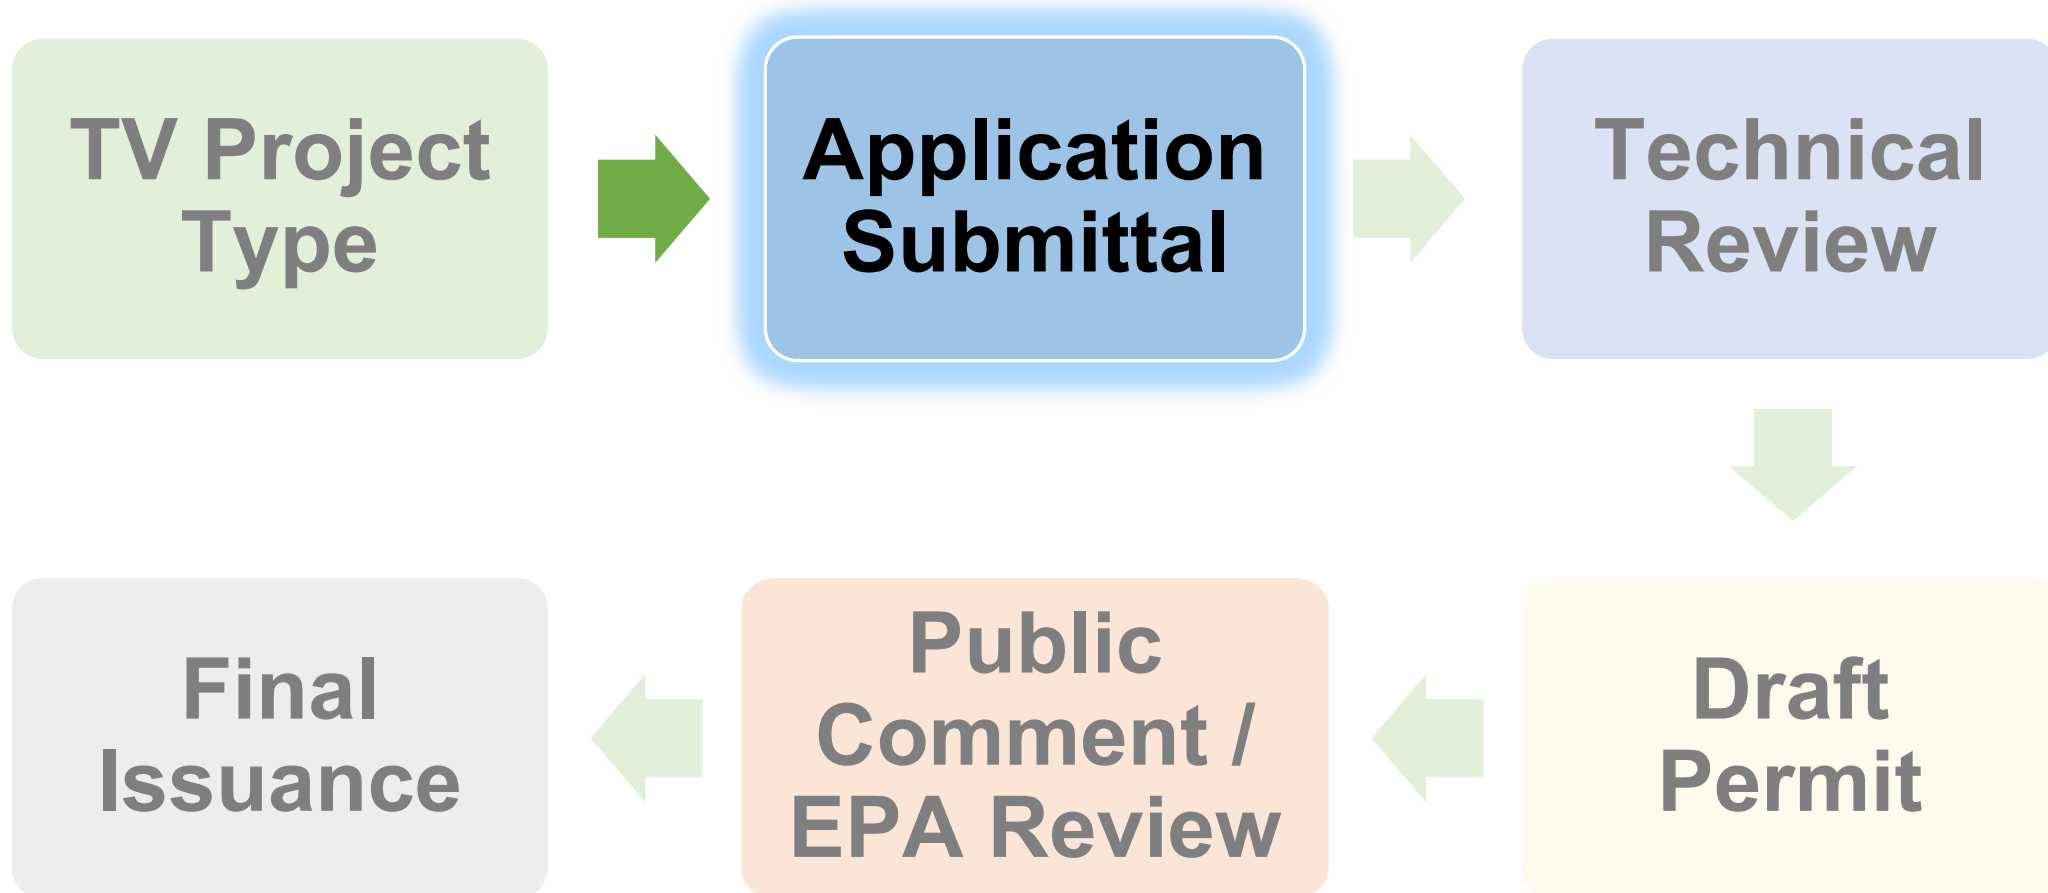 TV Project
Type
Application
Submittal
Technical
Review
Draft
Permit
Public
Comment /
EPA Review
Final
Issuance